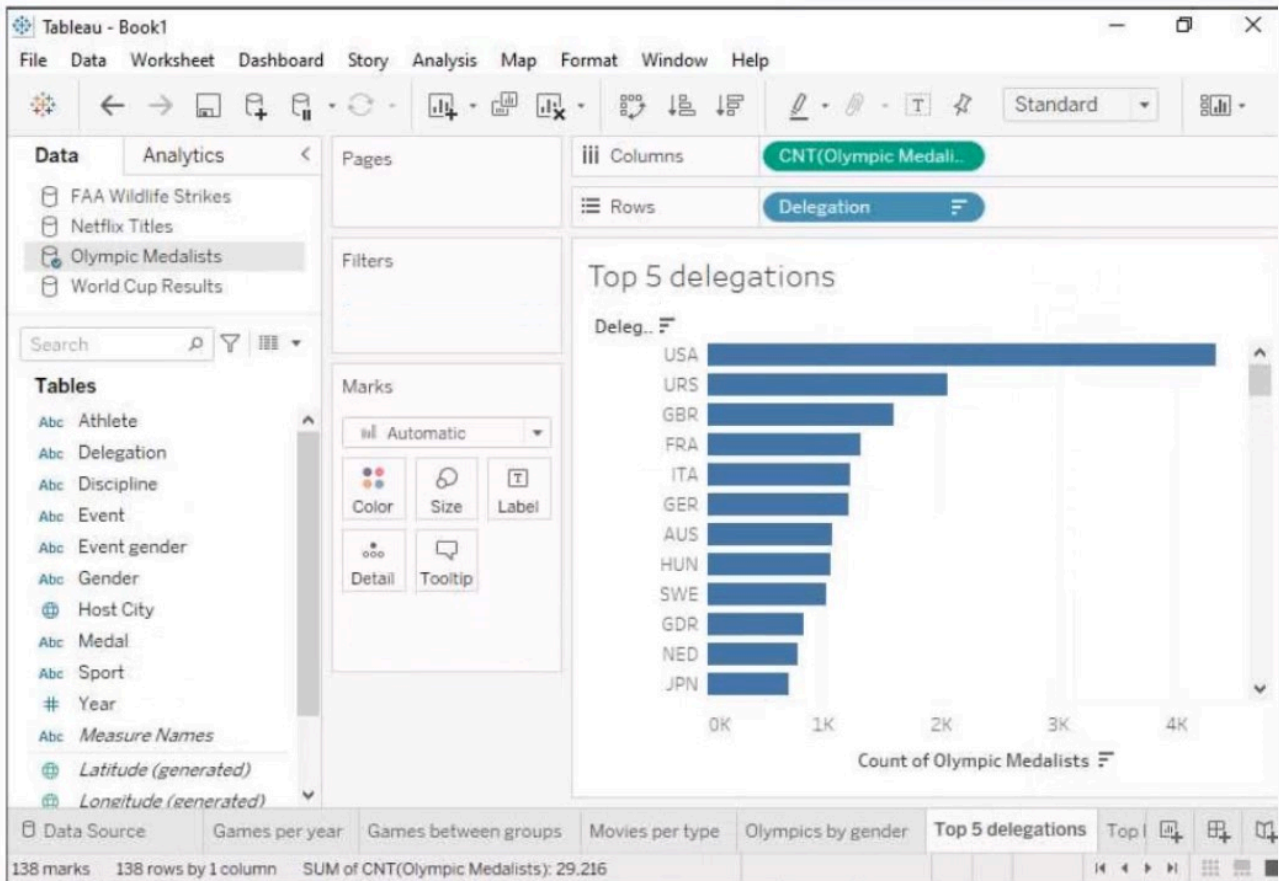 Tableau - Book1
File Data Worksheet Dashboard Story Analysis Map Format Window Help
Standard
Data Analytics
FAA Wildlife Strikes
Netflix Titles
Olympic Medalists
World Cup Results
Search
Tables
Abc Athlete
Abc Delegation
Abc Discipline
Abc Event
Abc Event gender
Abc Gender
Host City
Abc Medal
Abc Sport
# Year
Abc Measure Names
Latitude (generated)
Longitude (generated)
Pages
Filters
Marks
Automatic
Color Size Label
Detail Tooltip
Columns CNT(Olympic Medali..
Rows Delegation
Top 5 delegations
Deleg..
USA
URS
GBR
FRA
ITA
GER
AUS
HUN
SWE
GDR
NED
JPN
0K 1K 2K 3K 4K
Count of Olympic Medalists
Data Source Games per year Games between groups Movies per type Olympics by gender Top 5 delegations Top
138 marks 138 rows by 1 column SUM of CNT(Olympic Medalists): 29.216